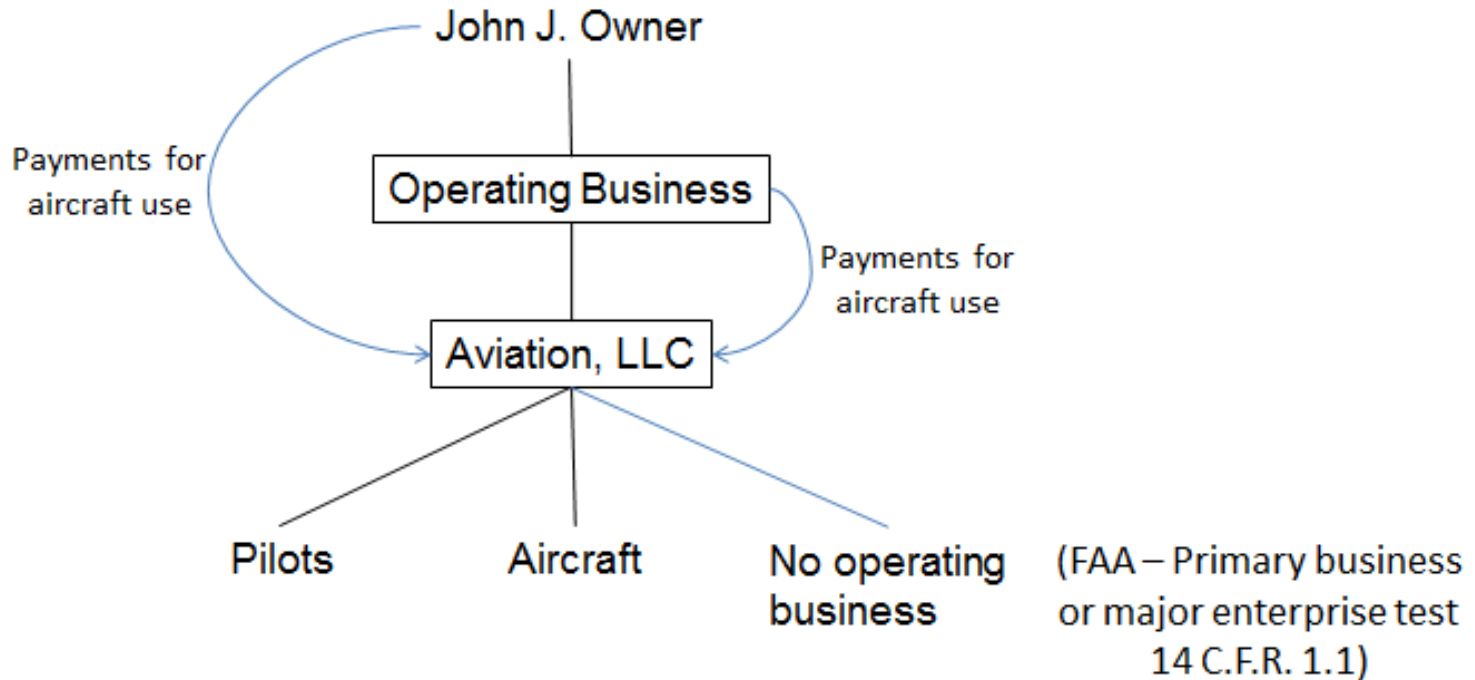 John J. Owner
Payments for
aircraft use
Operating Business
Payments for
aircraft use
Aviation, LLC
Pilots
Aircraft
No operating
business
(FAA – Primary business
or major enterprise test
14 C.F.R. 1.1)